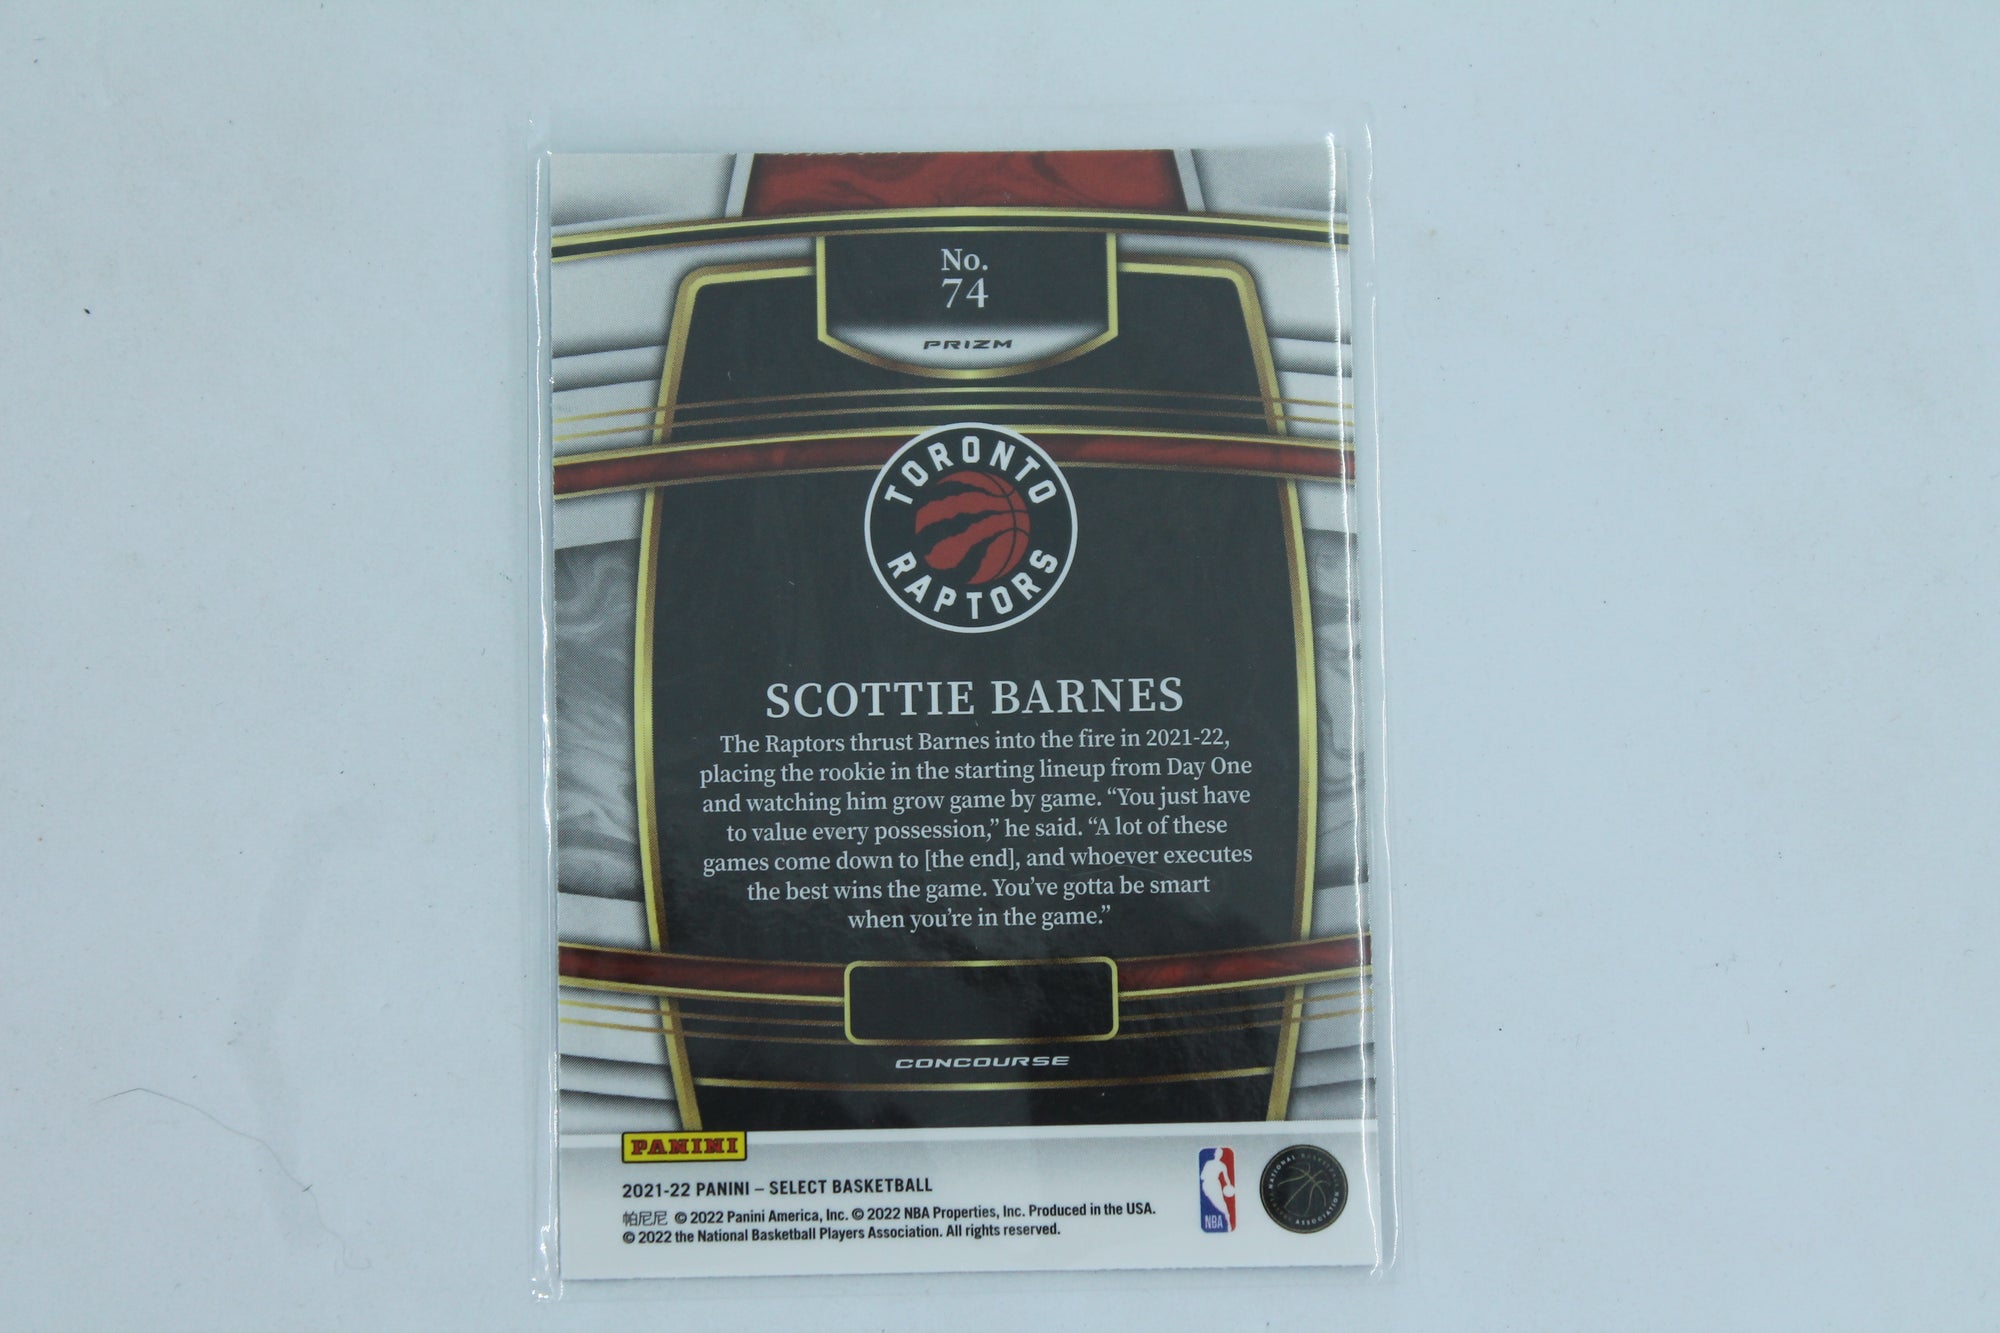 No.
74
PRIZM
TORONTO
RAPTORS
SCOTTIE BARNES
The Raptors thrust Barnes into the fire in 2021-22,
placing the rookie in the starting lineup from Day One
and watching him grow game by game. “You just have
to value every possession,” he said. “A lot of these
games come down to [the end], and whoever executes
the best wins the game. You’ve gotta be smart
when you’re in the game.”
CONCOURSE
PANINI
2021-22 PANINI – SELECT BASKETBALL
帕尼尼 © 2022 Panini America, Inc. © 2022 NBA Properties, Inc. Produced in the USA.
© 2022 the National Basketball Players Association. All rights reserved.
NBA
NATIONAL BASKETBALL
PLAYERS ASSOCIATION